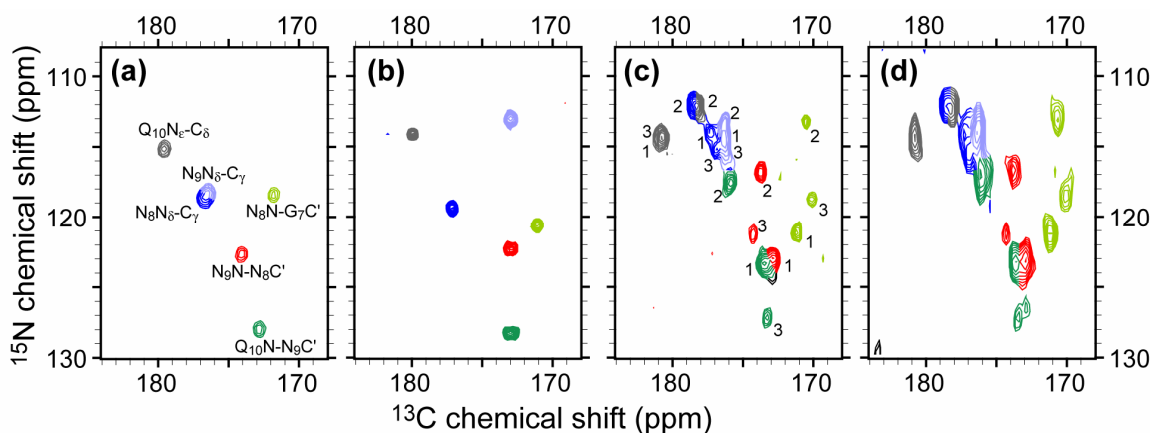 180 170 180 170 180 170 180 170
(a) (b) (c) (d)
110 110
Q10Nε-Cδ
N9Nδ-Cγ
N8Nδ-Cγ
N8N-G7C'
N9N-N8C'
Q10N-N9C'
2 2 2
1 1
3 3 3
1 2
2 2
3
3 1
1 1
3
120 120
130 130
180 170 180 170 180 170 180 170
15N chemical shift (ppm)
13C chemical shift (ppm)